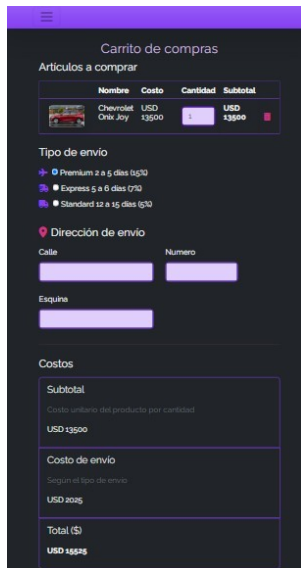 Carrito de compras
Artículos a comprar
Nombre Costo Cantidad Subtotal
Chevrolet Onix Joy USD 13500 1 USD 13500
Tipo de envío
Premium 2 a 5 días (15%)
Express 5 a 6 días (7%)
Standard 12 a 15 días (5%)
Dirección de envío
Calle Numero
Esquina
Costos
Subtotal
Costo unitario del producto por cantidad
USD 13500
Costo de envío
Según el tipo de envío
USD 2025
Total ($)
USD 15525